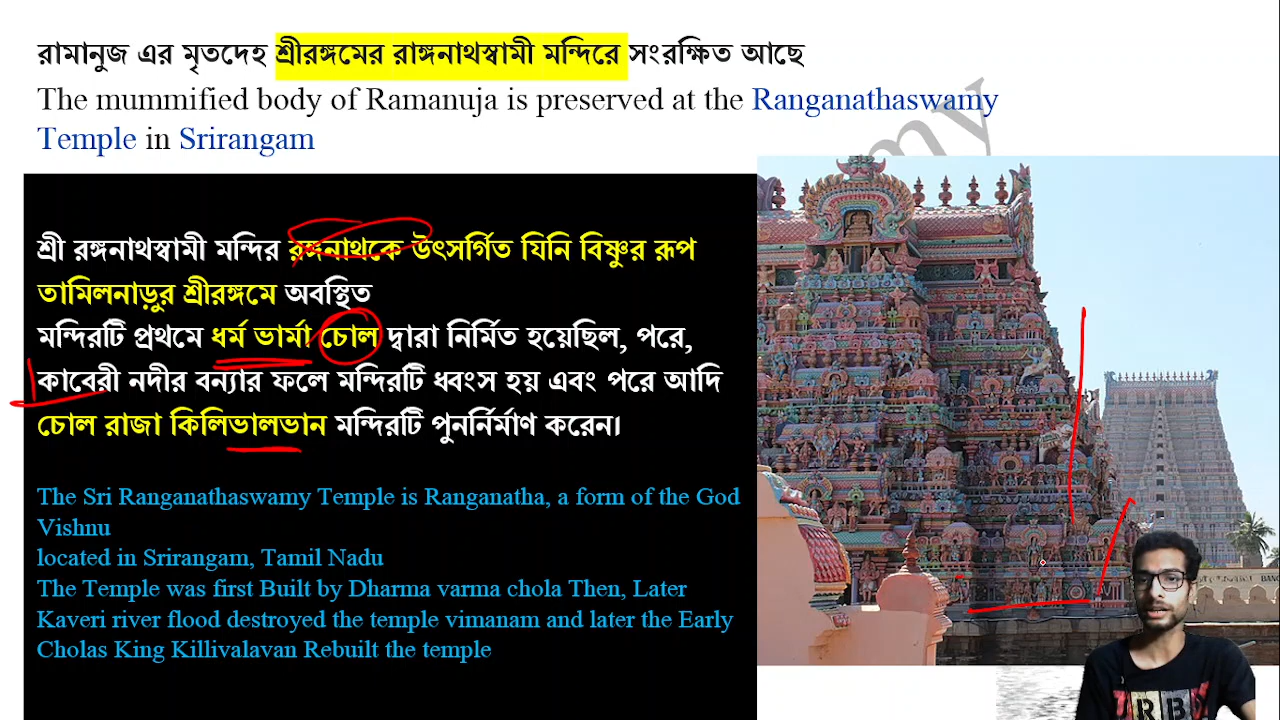 রামানুজ এর মৃতদেহ শ্রীরঙ্গমের রাঙ্গনাথস্বামী মন্দিরে সংরক্ষিত আছে
The mummified body of Ramanuja is preserved at the Ranganathaswamy
Temple in Srirangam
শ্রী রঙ্গনাথস্বামী মন্দির রঙ্গনাথকে উৎসর্গিত যিনি বিষ্ণুর রূপ
তামিলনাড়ুর শ্রীরঙ্গমে অবস্থিত
মন্দিরটি প্রথমে ধর্ম ভার্মা চোল দ্বারা নির্মিত হয়েছিল, পরে,
কাবেরী নদীর বন্যার ফলে মন্দিরটি ধ্বংস হয় এবং পরে আদি
চোল রাজা কিলিভালভান মন্দিরটি পুনর্নির্মাণ করেন।
The Sri Ranganathaswamy Temple is Ranganatha, a form of the God
Vishnu
located in Srirangam, Tamil Nadu
The Temple was first Built by Dharma varma chola Then, Later
Kaveri river flood destroyed the temple vimanam and later the Early
Cholas King Killivalavan Rebuilt the temple